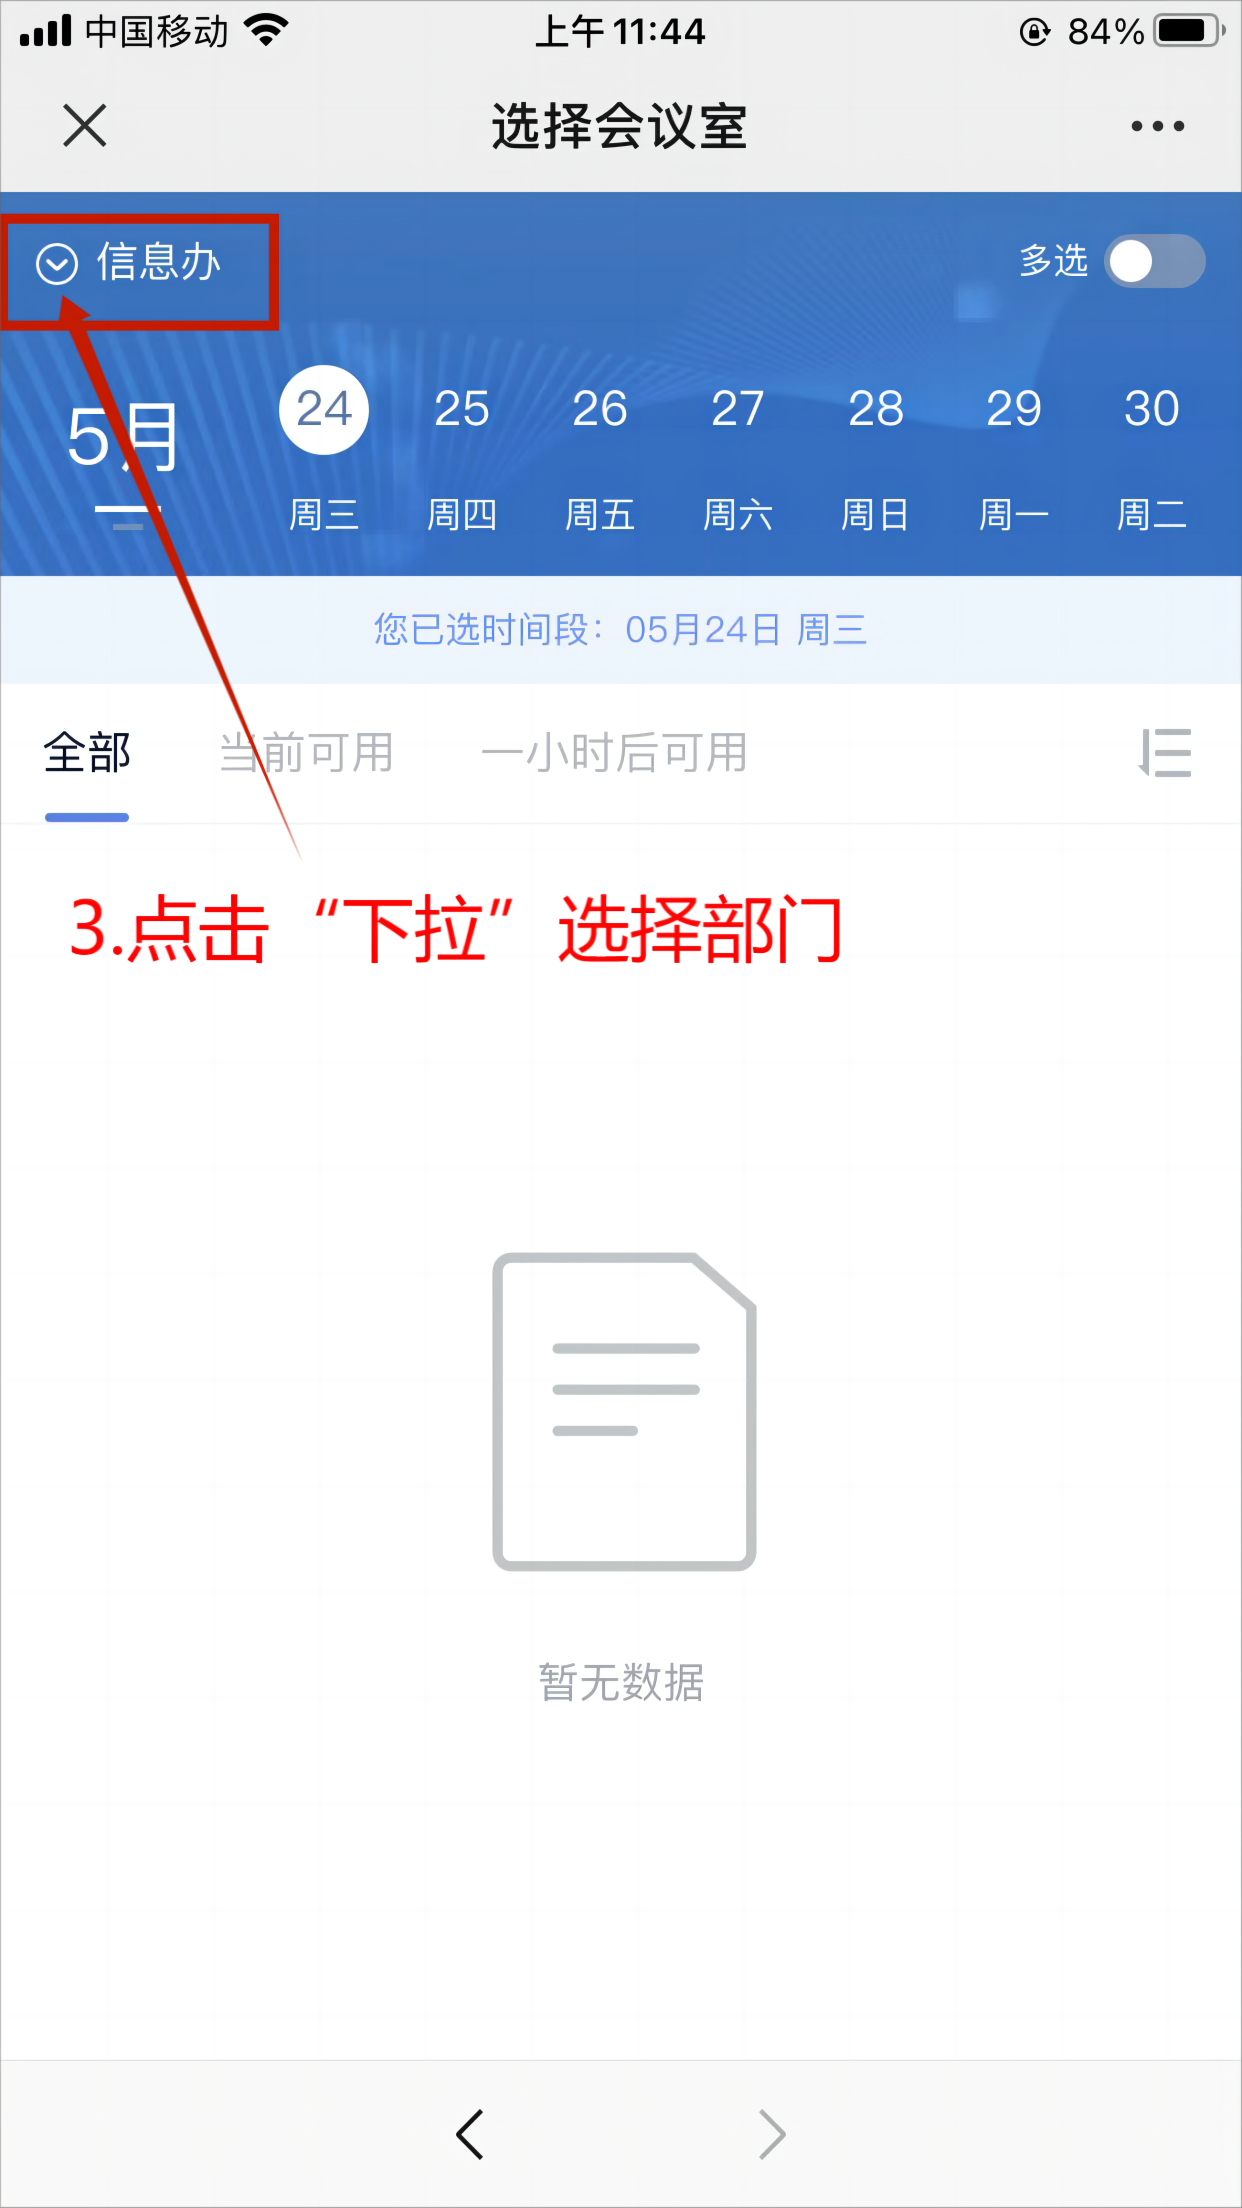 中国移动 上午11:44 84%
选择会议室
信息办 多选
5月 24 25 26 27 28 29 30
周三 周四 周五 周六 周日 周一 周二
您已选时间段：05月24日 周三
全部 当前可用 一小时后可用
3.点击“下拉”选择部门
暂无数据